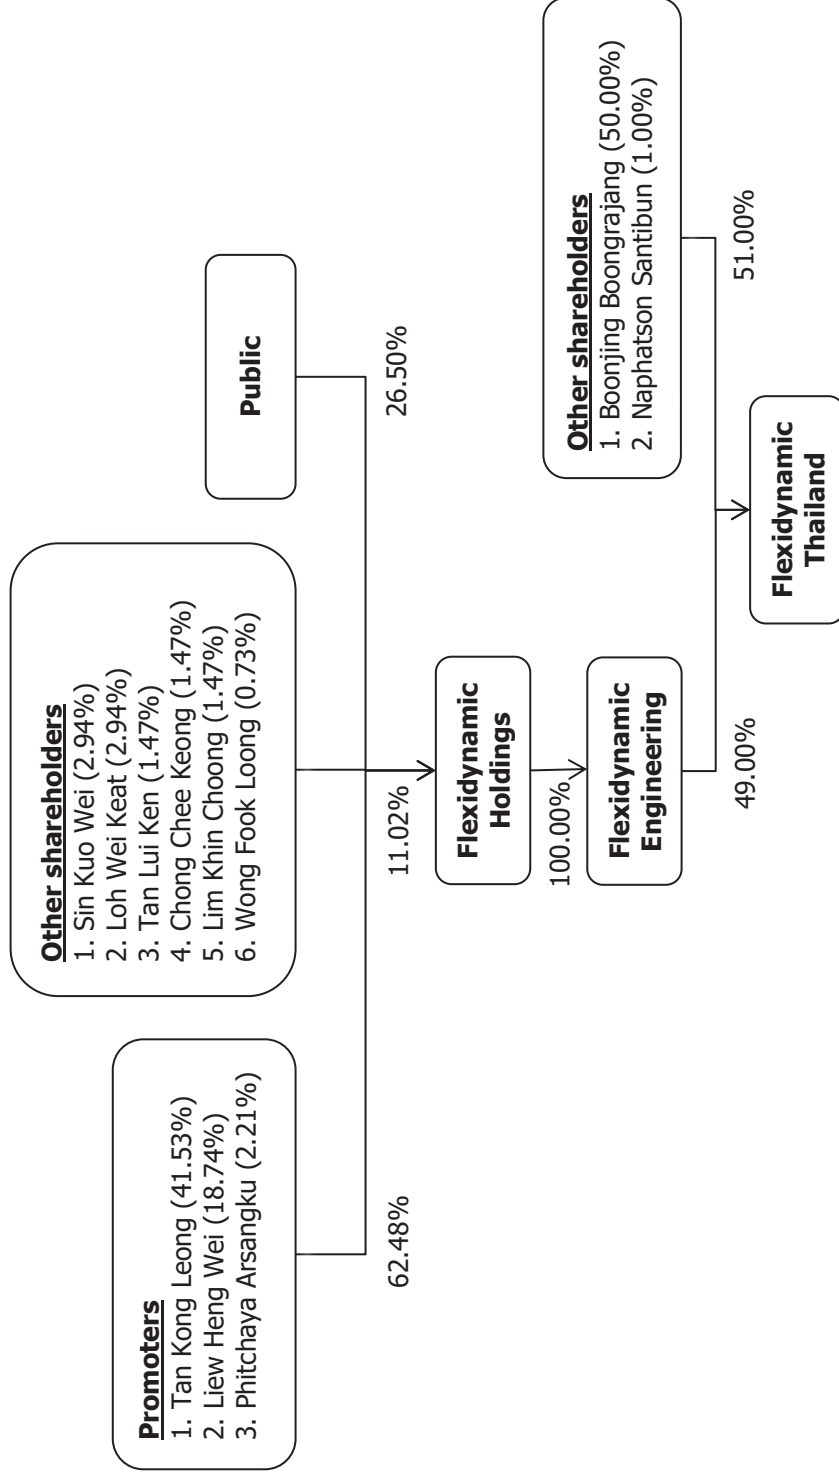 Promoters
1. Tan Kong Leong (41.53%)
2. Liew Heng Wei (18.74%)
3. Phitchaya Arsangku (2.21%)
Other shareholders
1. Sin Kuo Wei (2.94%)
2. Loh Wei Keat (2.94%)
3. Tan Lui Ken (1.47%)
4. Chong Chee Keong (1.47%)
5. Lim Khin Choong (1.47%)
6. Wong Fook Loong (0.73%)
Public
62.48%
11.02%
26.50%
Flexidynamic
Holdings
100.00%
Flexidynamic
Engineering
Other shareholders
1. Boonjing Boongrajang (50.00%)
2. Naphatson Santibun (1.00%)
49.00%
51.00%
Flexidynamic
Thailand